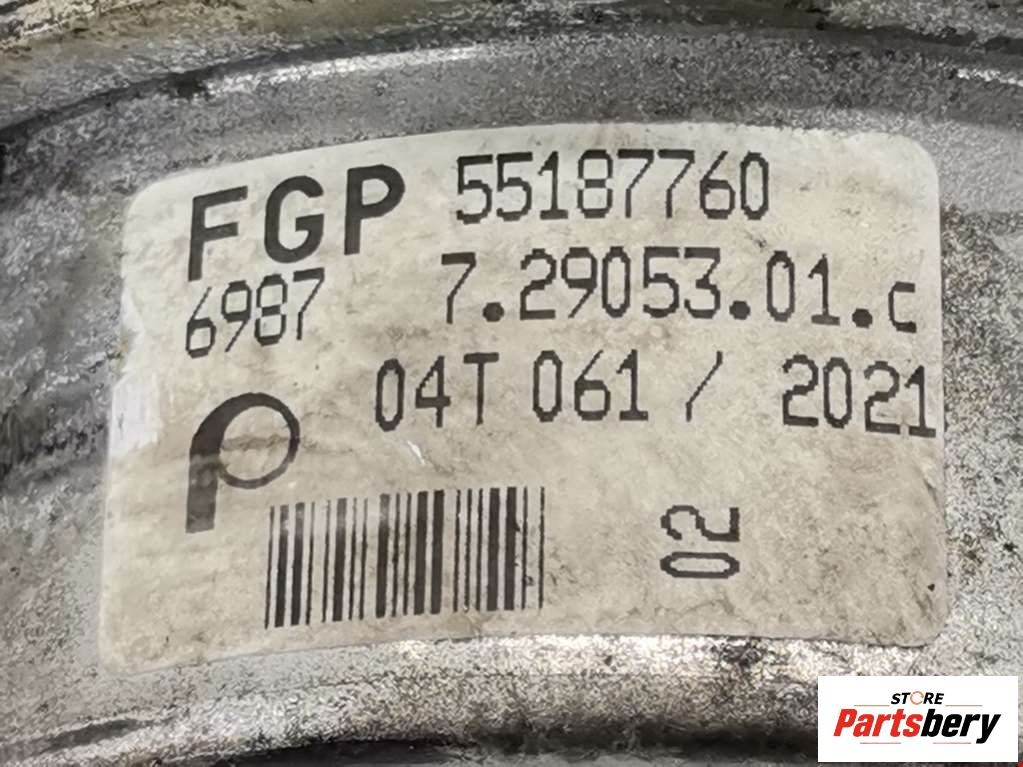 FGP 55187760
6987 7.29053.01.c
04T 061 / 2021
02
STORE
Partsbery